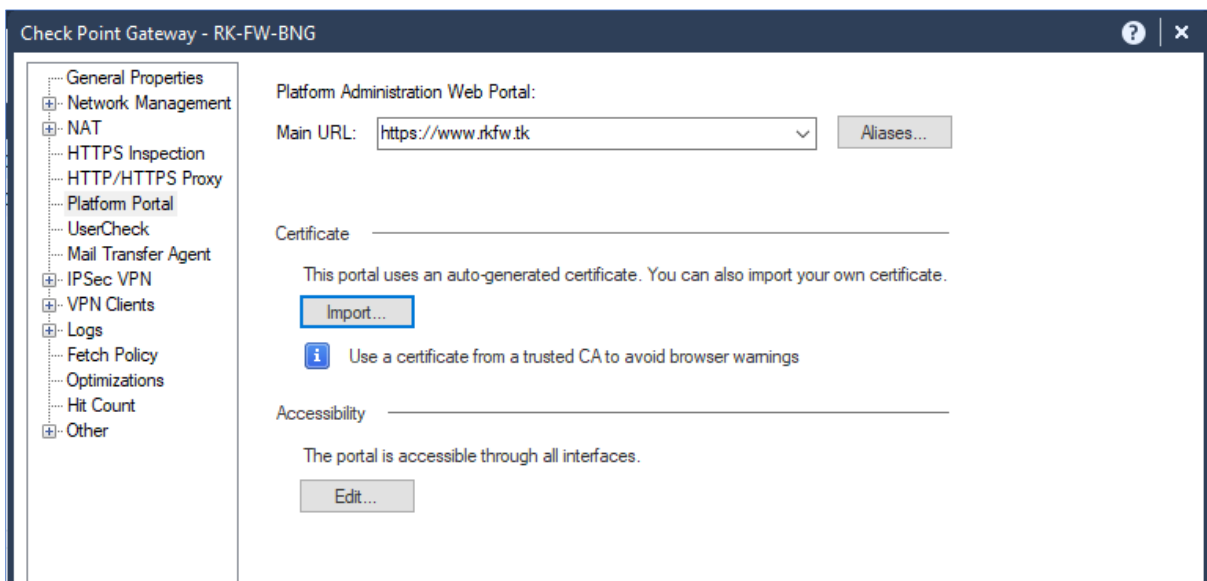 Check Point Gateway - RK-FW-BNG
General Properties
Network Management
NAT
HTTPS Inspection
HTTP/HTTPS Proxy
Platform Portal
UserCheck
Mail Transfer Agent
IPSec VPN
VPN Clients
Logs
Fetch Policy
Optimizations
Hit Count
Other
Platform Administration Web Portal:
Main URL: https://www.rkfw.tk Aliases...
Certificate
This portal uses an auto-generated certificate. You can also import your own certificate.
Import...
Use a certificate from a trusted CA to avoid browser warnings
Accessibility
The portal is accessible through all interfaces.
Edit...